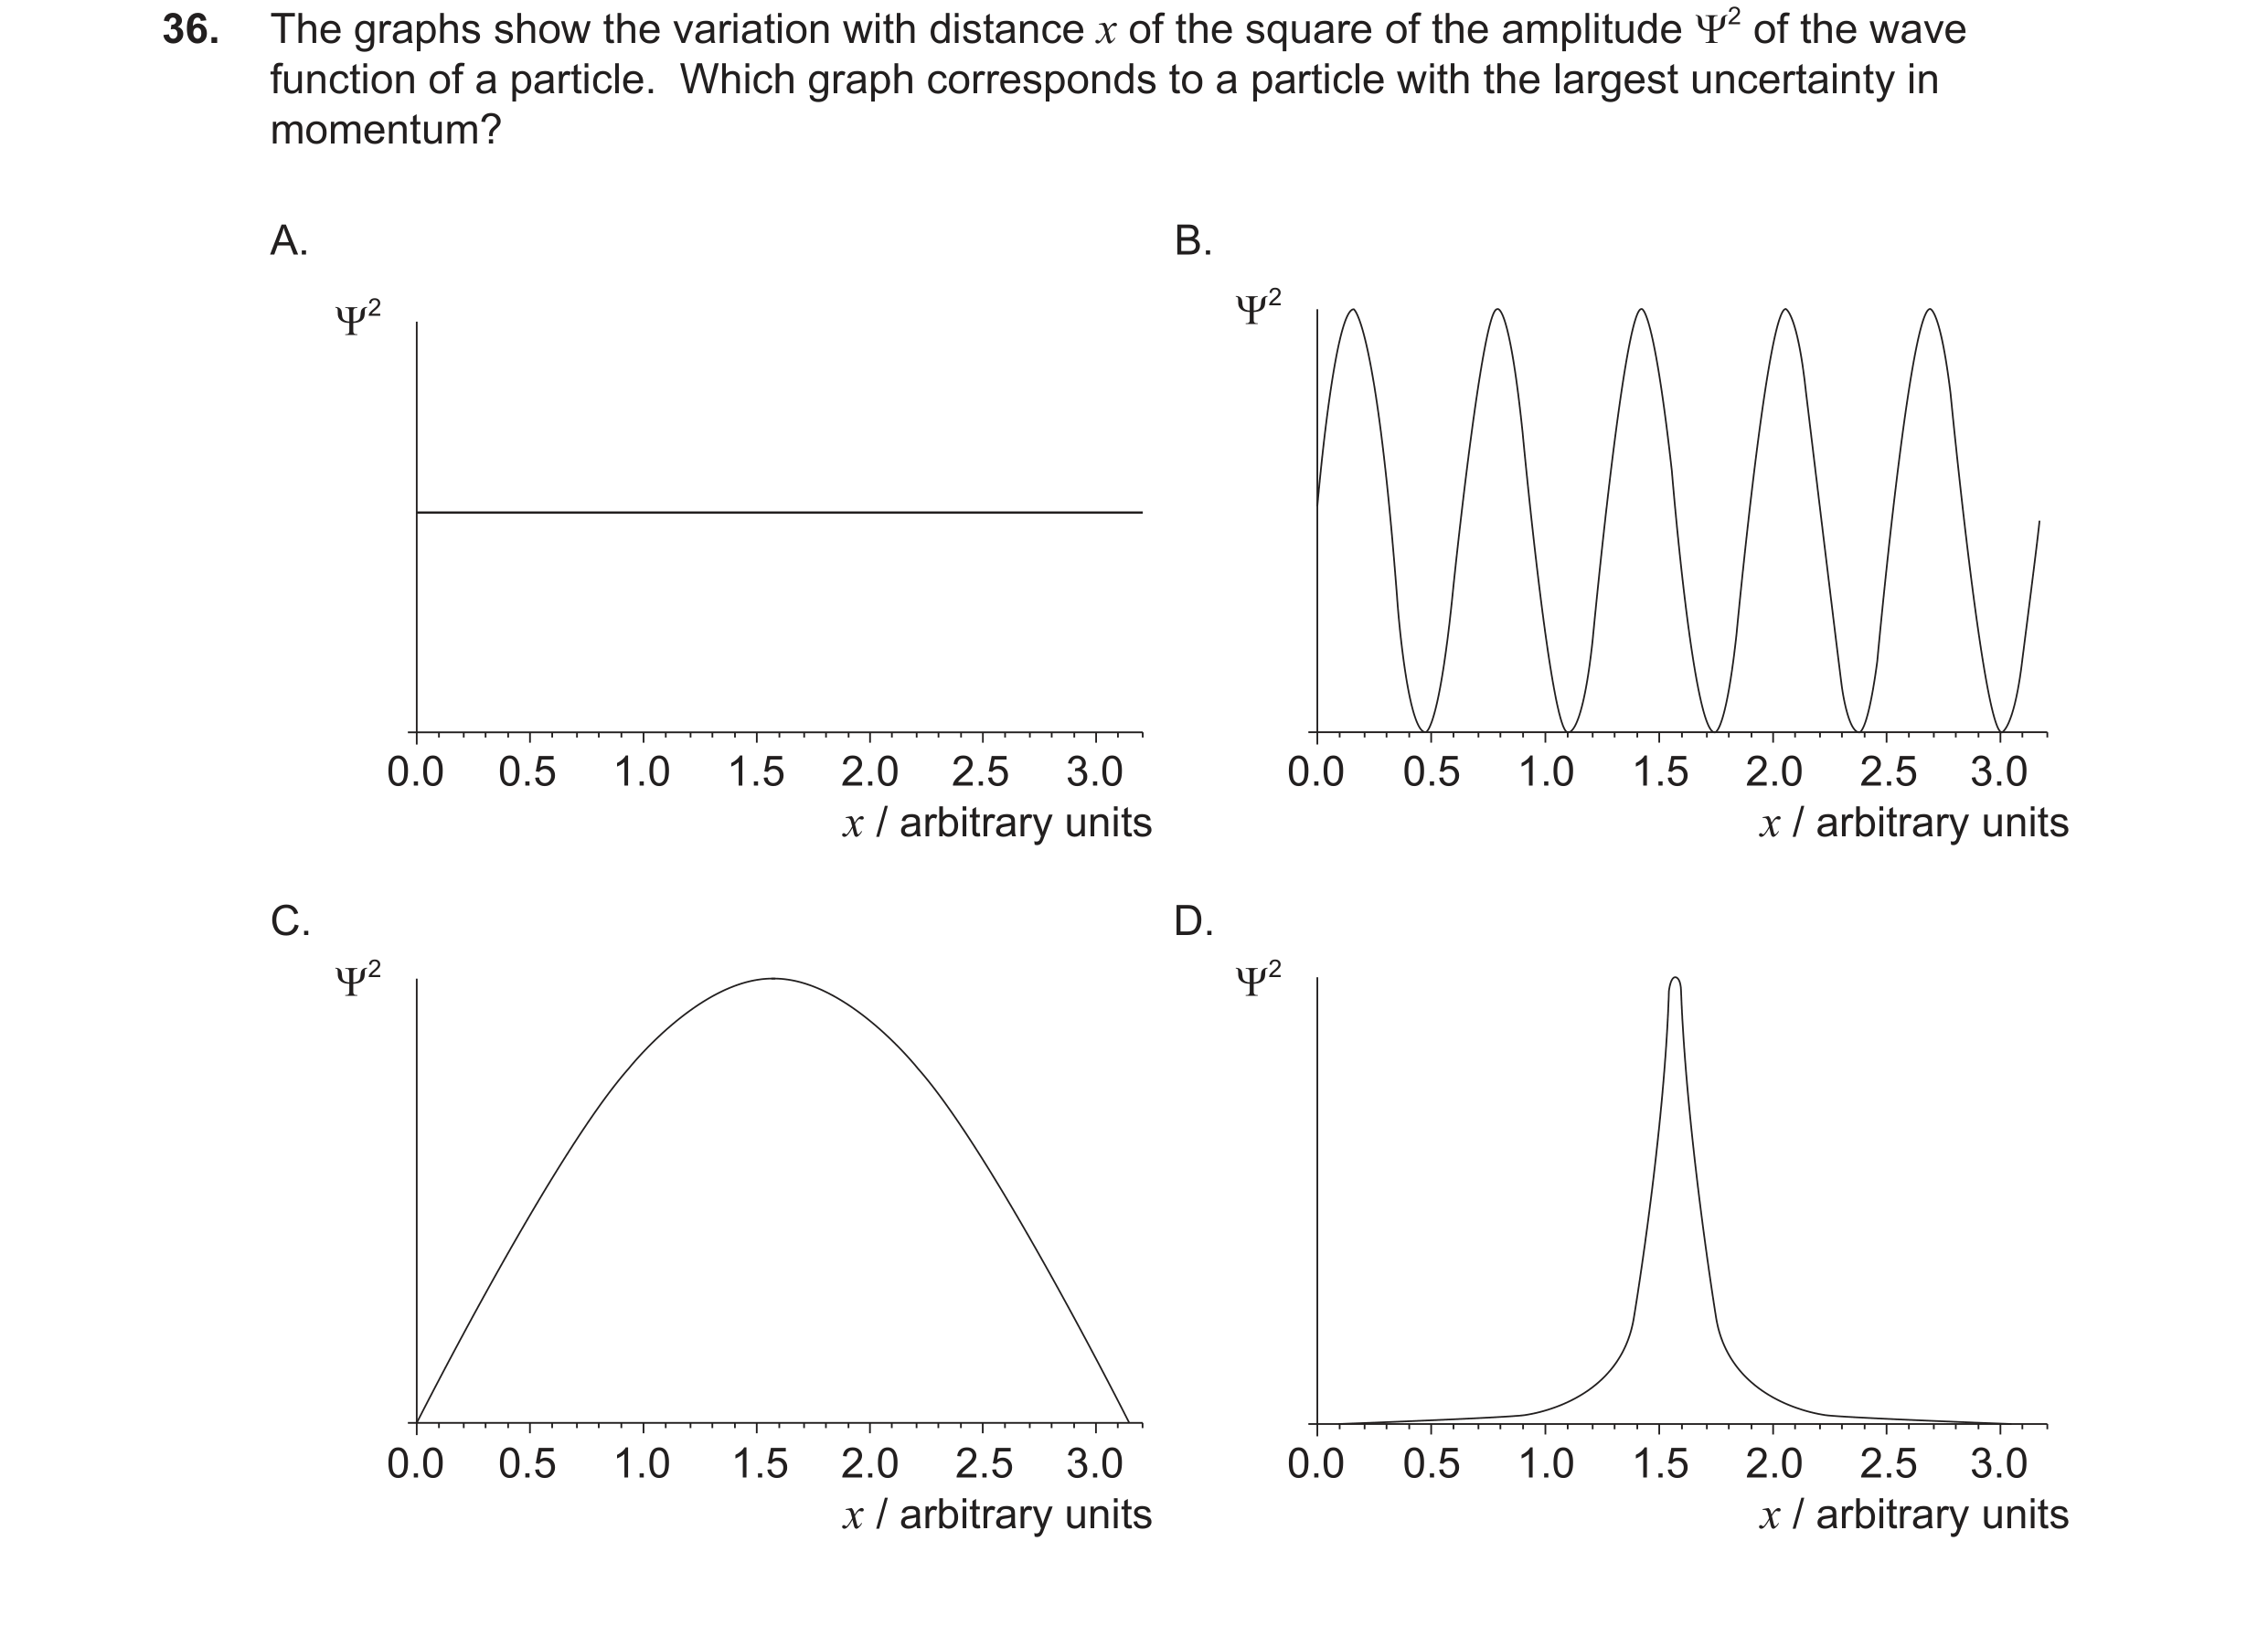 36. The graphs show the variation with distance x of the square of the amplitude Ψ² of the wave
function of a particle. Which graph corresponds to a particle with the largest uncertainty in
momentum?
A.
B.
Ψ²
Ψ²
0.0 0.5 1.0 1.5 2.0 2.5 3.0
0.0 0.5 1.0 1.5 2.0 2.5 3.0
x / arbitrary units
x / arbitrary units
C.
D.
Ψ²
Ψ²
0.0 0.5 1.0 1.5 2.0 2.5 3.0
0.0 0.5 1.0 1.5 2.0 2.5 3.0
x / arbitrary units
x / arbitrary units